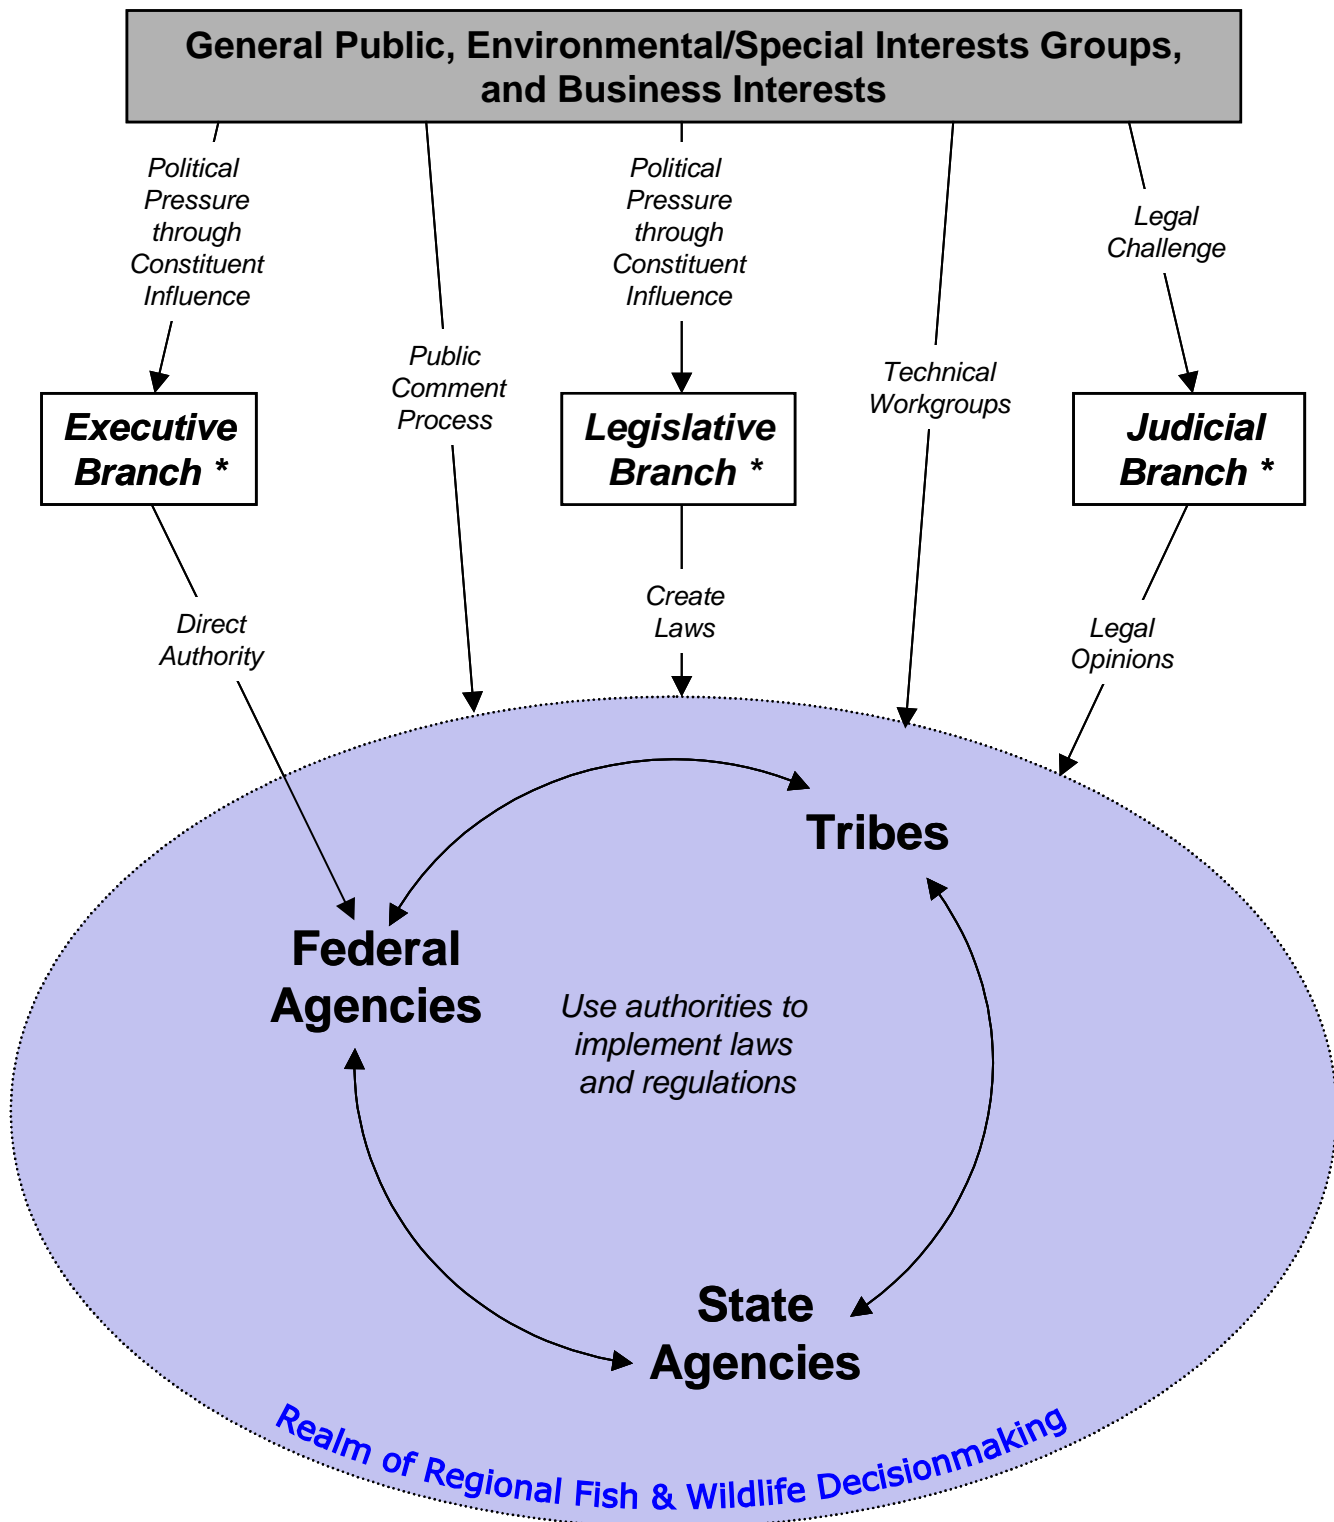 General Public, Environmental/Special Interests Groups,
and Business Interests
Political
Pressure
through
Constituent
Influence
Public
Comment
Process
Political
Pressure
through
Constituent
Influence
Technical
Workgroups
Legal
Challenge
Executive
Branch *
Legislative
Branch *
Judicial
Branch *
Direct
Authority
Create
Laws
Legal
Opinions
Tribes
Federal
Agencies
Use authorities to
implement laws
and regulations
State
Agencies
Realm of Regional Fish & Wildlife Decisionmaking